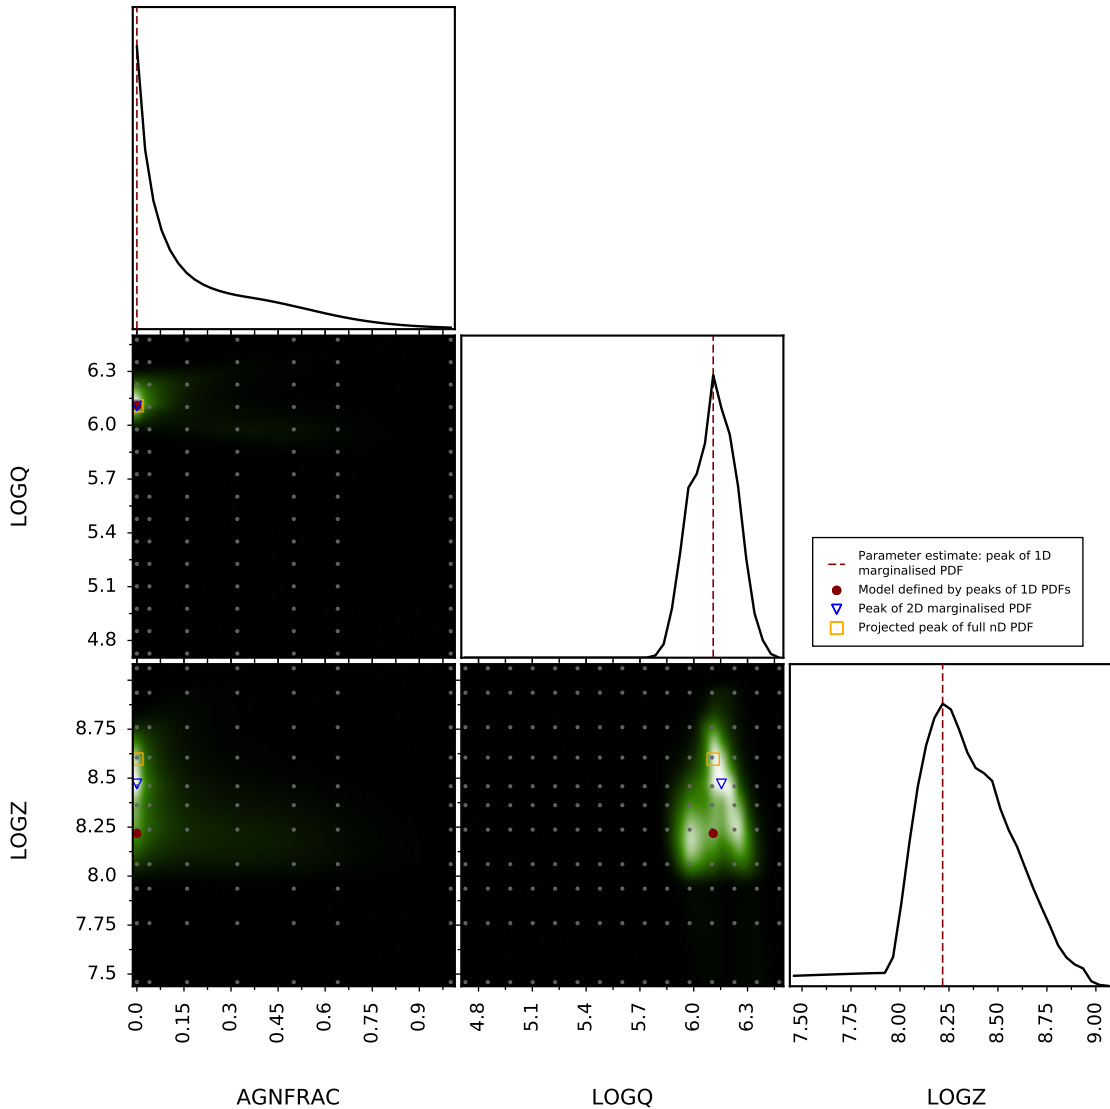 6.3
6.0
5.7
5.4
5.1
4.8
LOGQ
Parameter estimate: peak of 1D
marginalised PDF
Model defined by peaks of 1D PDFs
Peak of 2D marginalised PDF
Projected peak of full nD PDF
8.75
8.5
8.25
8.0
7.75
7.5
LOGZ
0.0 0.15 0.3 0.45 0.6 0.75 0.9
4.8 5.1 5.4 5.7 6.0 6.3
7.50 7.75 8.00 8.25 8.50 8.75 9.00
AGNFRAC LOGQ LOGZ